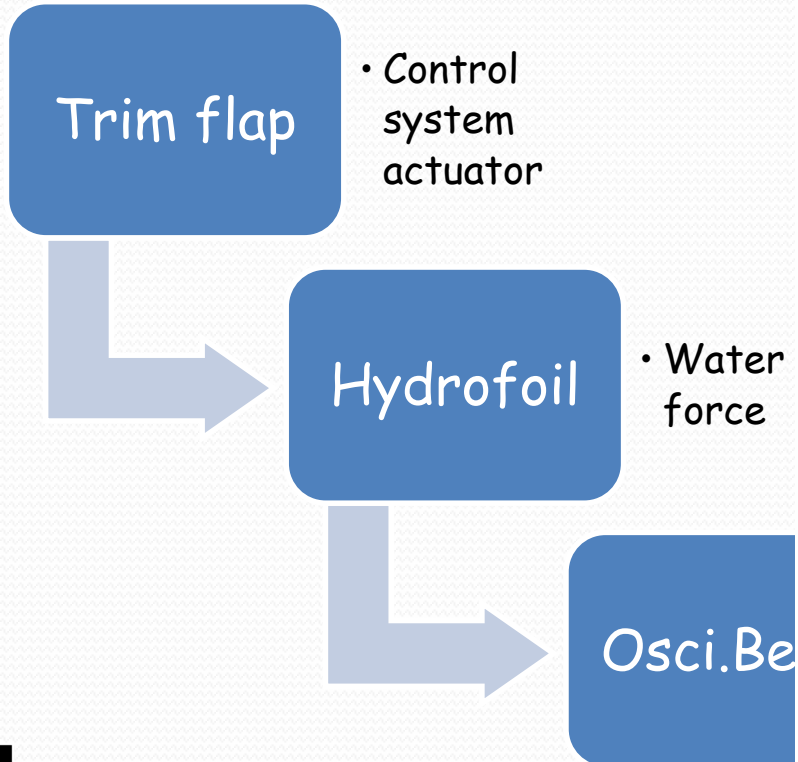 Trim flap
• Control
system
actuator
Hydrofoil
• Water
force
Osci.Be